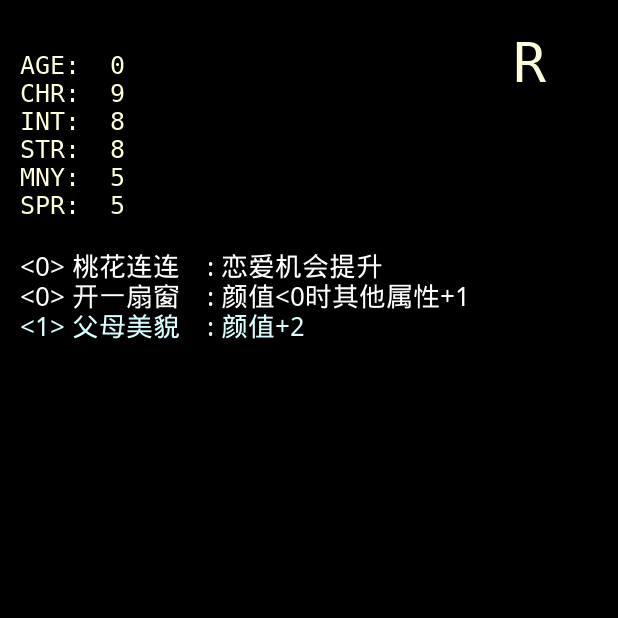 R
AGE: 0
CHR: 9
INT: 8
STR: 8
MNY: 5
SPR: 5
<0> 桃花连连 :恋爱机会提升
<0> 开一扇窗 :颜值<0时其他属性+1
<1> 父母美貌 :颜值+2